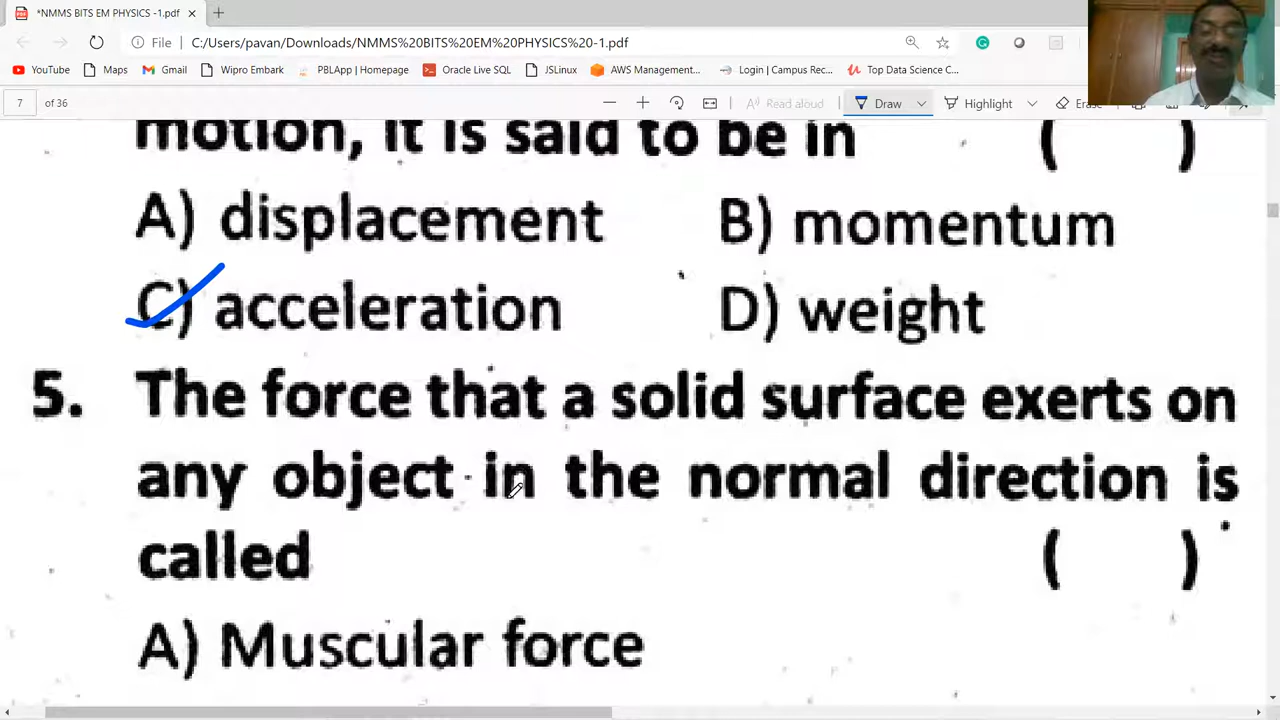 *NMMS BITS EM PHYSICS -1.pdf
File
C:/Users/pavan/Downloads/NMMS%20BITS%20EM%20PHYSICS%20-1.pdf
YouTube Maps Gmail Wipro Embark PBLApp | Homepage Oracle Live SQL JSLinux AWS Management... Login | Campus Rec... Top Data Science C...
7 of 36 Read aloud Draw Highlight
motion, it is said to be in ( )
A) displacement B) momentum
C) acceleration D) weight
5. The force that a solid surface exerts on
any object in the normal direction is
called ( )
A) Muscular force